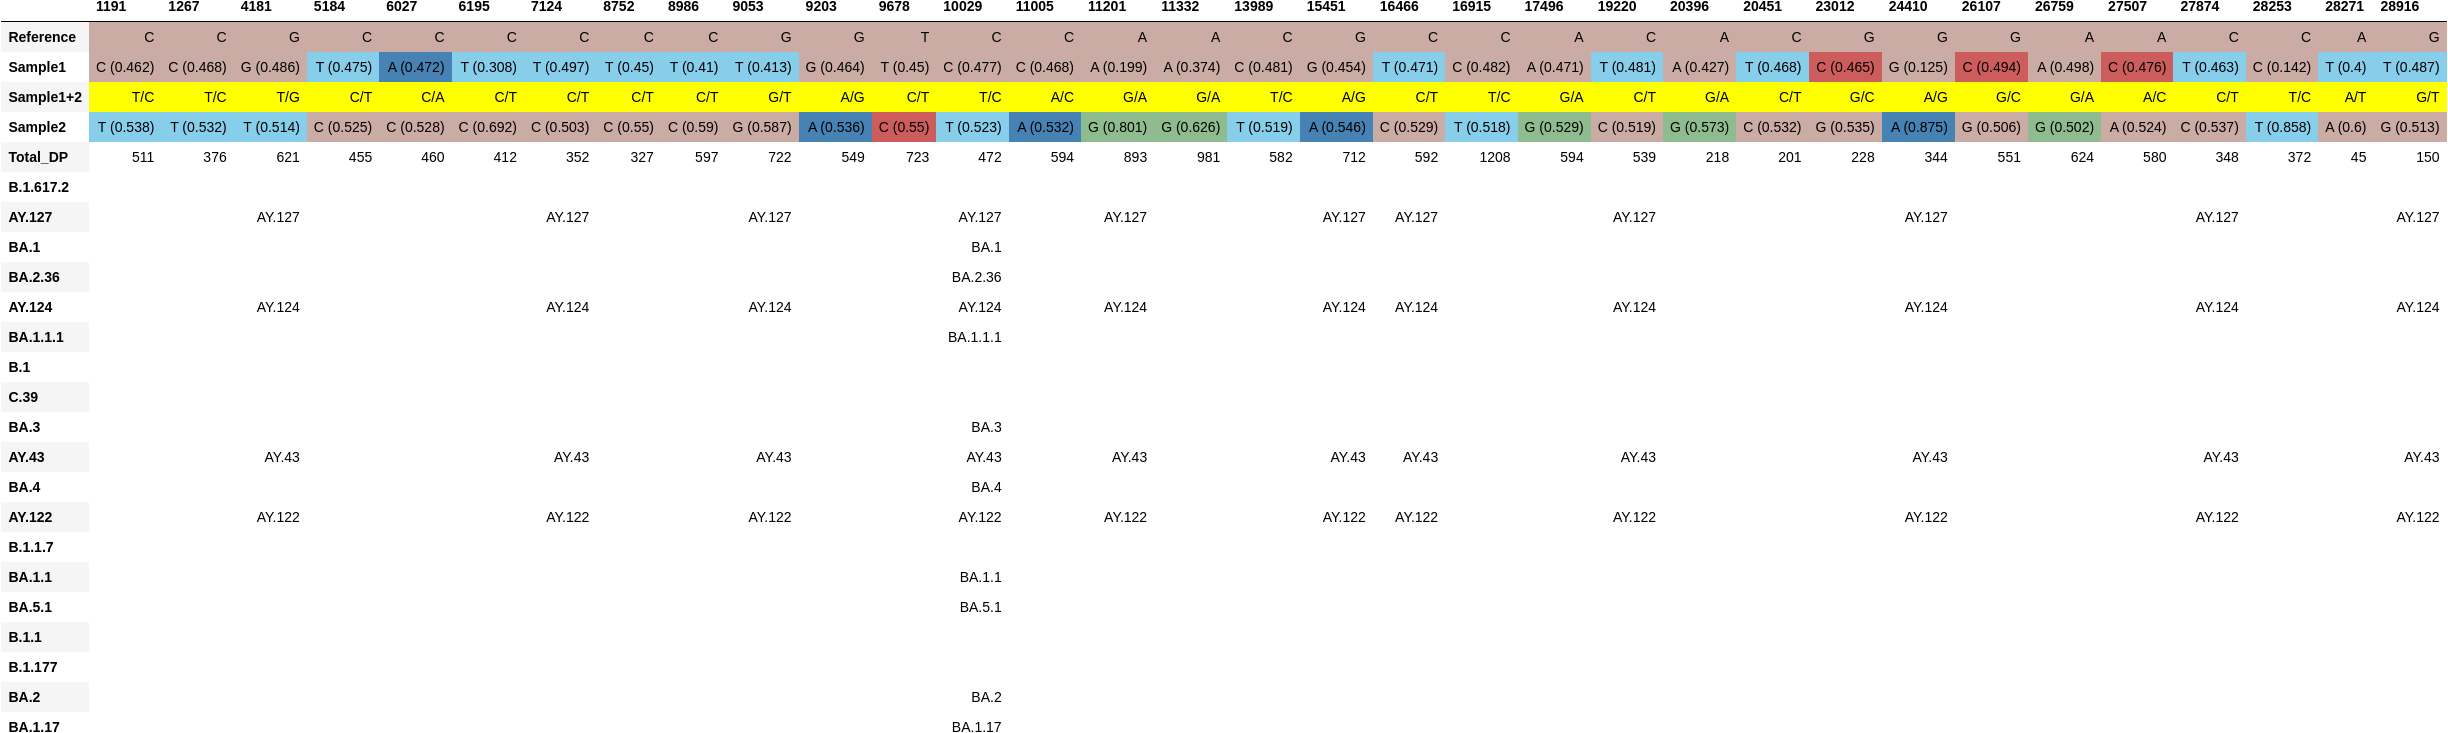 1191 1267 4181 5184 6027 6195 7124 8752 8986 9053 9203 9678 10029 11005 11201 11332 13989 15451 16466 16915 17496 19220 20396 20451 23012 24410 26107 26759 27507 27874 28253 28271 28916
Reference C C G C C C C C C G G T C C A A C G C C A C A C G G G A A C C A G
Sample1 C (0.462) C (0.468) G (0.486) T (0.475) A (0.472) T (0.308) T (0.497) T (0.45) T (0.41) T (0.413) G (0.464) T (0.45) C (0.477) C (0.468) A (0.199) A (0.374) C (0.481) G (0.454) T (0.471) C (0.482) A (0.471) T (0.481) A (0.427) T (0.468) C (0.465) G (0.125) C (0.494) A (0.498) C (0.476) T (0.463) C (0.142) T (0.4) T (0.487)
Sample1+2 T/C T/C T/G C/T C/A C/T C/T C/T C/T G/T A/G C/T T/C A/C G/A G/A T/C A/G C/T T/C G/A C/T G/A C/T G/C A/G G/C G/A A/C C/T T/C A/T G/T
Sample2 T (0.538) T (0.532) T (0.514) C (0.525) C (0.528) C (0.692) C (0.503) C (0.55) C (0.59) G (0.587) A (0.536) C (0.55) T (0.523) A (0.532) G (0.801) G (0.626) T (0.519) A (0.546) C (0.529) T (0.518) G (0.529) C (0.519) G (0.573) C (0.532) G (0.535) A (0.875) G (0.506) G (0.502) A (0.524) C (0.537) T (0.858) A (0.6) G (0.513)
Total_DP 511 376 621 455 460 412 352 327 597 722 549 723 472 594 893 981 582 712 592 1208 594 539 218 201 228 344 551 624 580 348 372 45 150
B.1.617.2
AY.127 AY.127 AY.127 AY.127 AY.127 AY.127 AY.127 AY.127 AY.127 AY.127 AY.127 AY.127
BA.1 BA.1
BA.2.36 BA.2.36
AY.124 AY.124 AY.124 AY.124 AY.124 AY.124 AY.124 AY.124 AY.124 AY.124 AY.124 AY.124
BA.1.1.1 BA.1.1.1
B.1
C.39
BA.3 BA.3
AY.43 AY.43 AY.43 AY.43 AY.43 AY.43 AY.43 AY.43 AY.43 AY.43 AY.43 AY.43
BA.4 BA.4
AY.122 AY.122 AY.122 AY.122 AY.122 AY.122 AY.122 AY.122 AY.122 AY.122 AY.122 AY.122
B.1.1.7
BA.1.1 BA.1.1
BA.5.1 BA.5.1
B.1.1
B.1.177
BA.2 BA.2
BA.1.17 BA.1.17